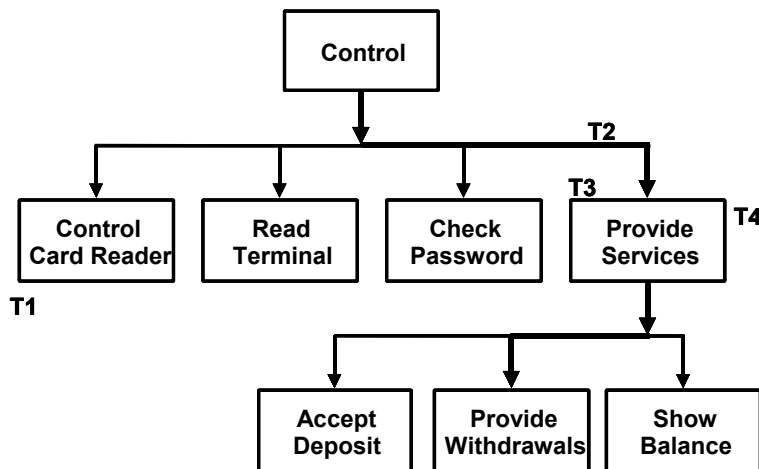 Control
T2
T3
T4
Control
Card Reader
Read
Terminal
Check
Password
Provide
Services
T1
Accept
Deposit
Provide
Withdrawals
Show
Balance